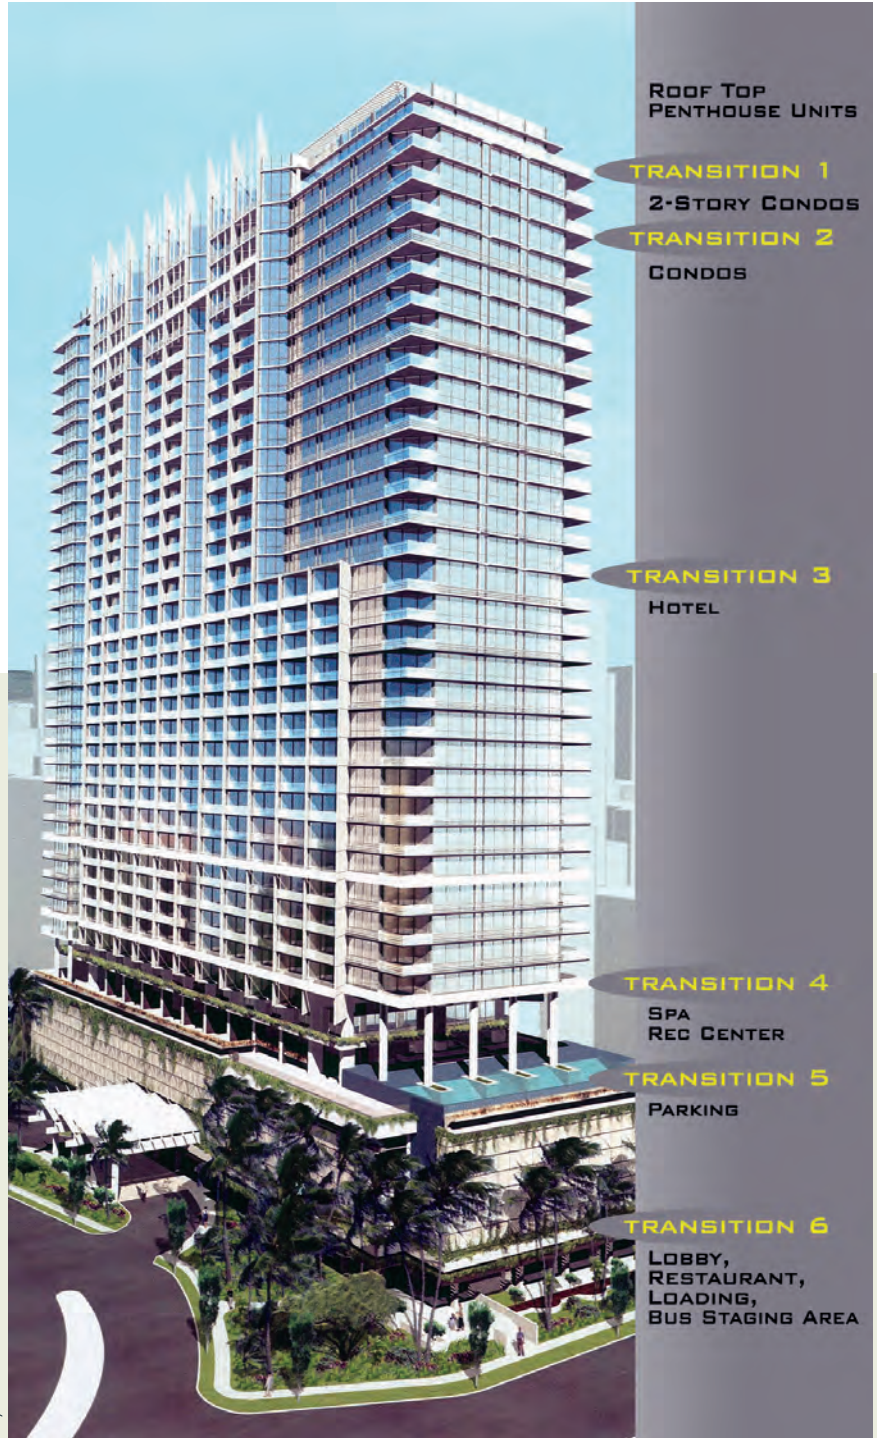 ROOF TOP
PENTHOUSE UNITS
TRANSITION 1
2-STORY CONDOS
TRANSITION 2
CONDOS
TRANSITION 3
HOTEL
TRANSITION 4
SPA
REC CENTER
TRANSITION 5
PARKING
TRANSITION 6
LOBBY,
RESTAURANT,
LOADING,
BUS STAGING AREA